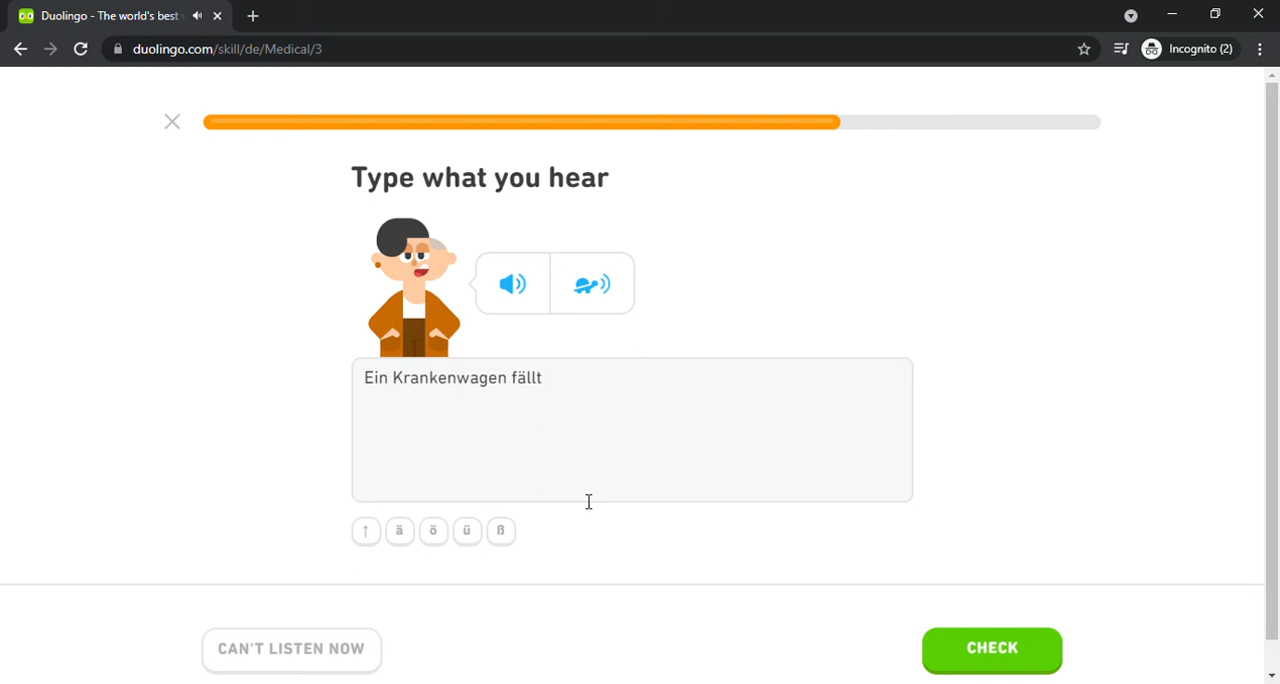 Duolingo - The world's best
duolingo.com/skill/de/Medical/3
Incognito (2)
Type what you hear
Ein Krankenwagen fällt
↑ ä ö ü ß
CAN'T LISTEN NOW
CHECK